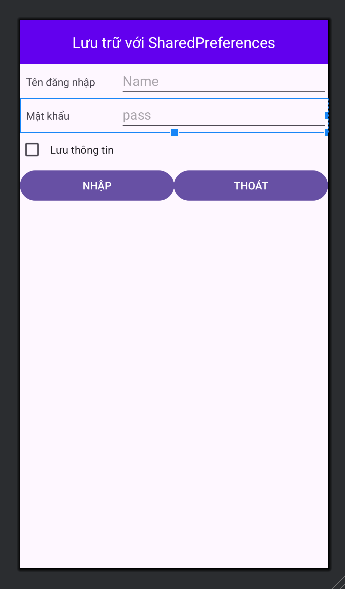 Lưu trữ với SharedPreferences
Tên đăng nhập Name
Mật khẩu pass
Lưu thông tin
NHẬP THOÁT